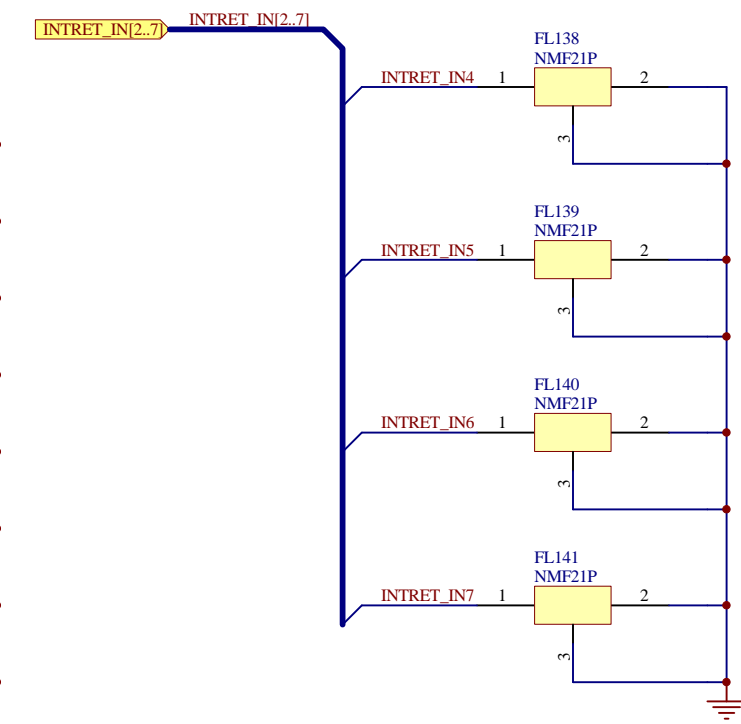 INTRET_IN[2..7]
INTRET_IN[2..7]
FL138
NMF21P
INTRET_IN4 1 2
3
FL139
NMF21P
INTRET_IN5 1 2
3
FL140
NMF21P
INTRET_IN6 1 2
3
FL141
NMF21P
INTRET_IN7 1 2
3